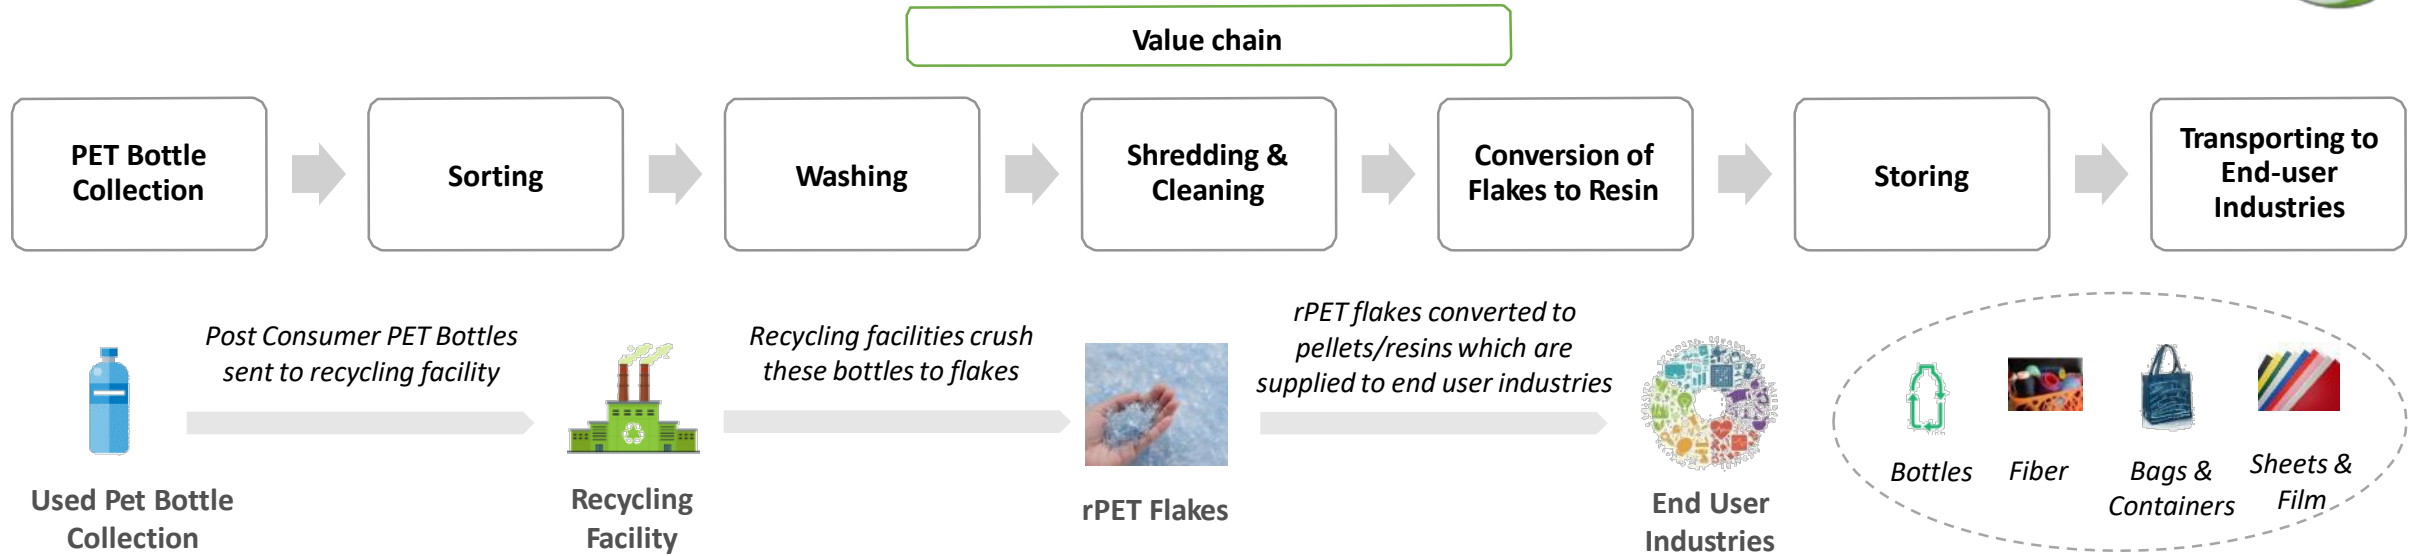 Value chain
PET Bottle
Collection
Sorting
Washing
Shredding &
Cleaning
Conversion of
Flakes to Resin
Storing
Transporting to
End-user
Industries
Post Consumer PET Bottles
sent to recycling facility
Recycling facilities crush
these bottles to flakes
rPET flakes converted to
pellets/resins which are
supplied to end user industries
Used Pet Bottle
Collection
Recycling
Facility
rPET Flakes
End User
Industries
Bottles
Fiber
Bags &
Containers
Sheets &
Film